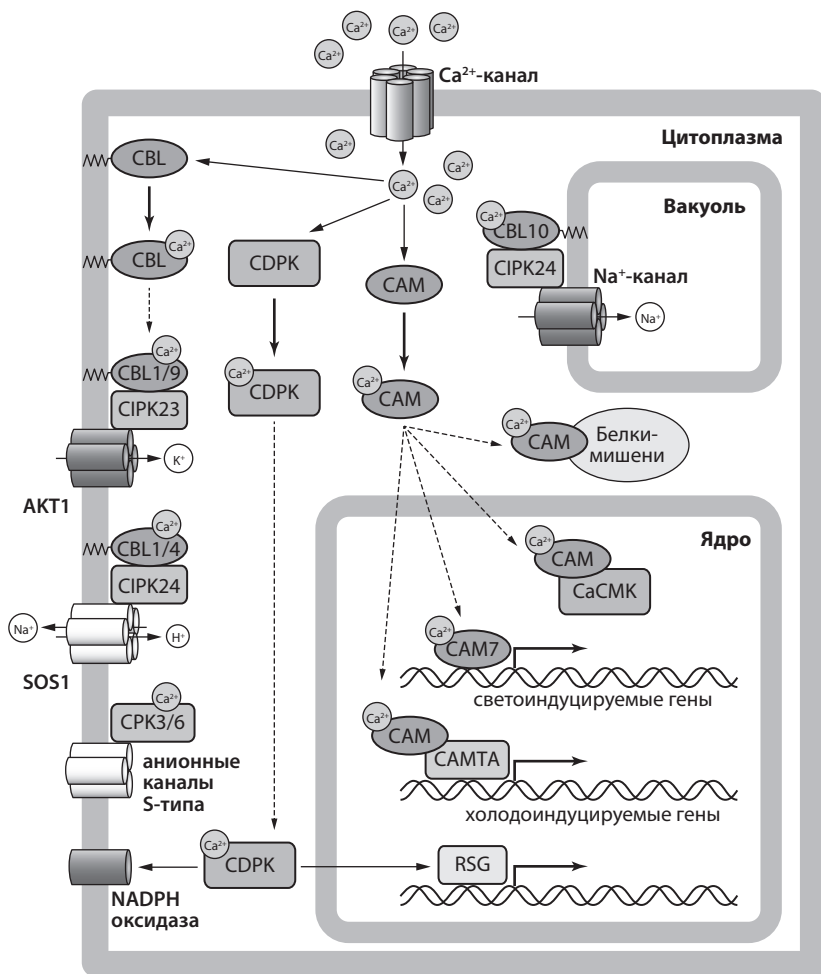 Ca²⁺
Ca²⁺
Ca²⁺
Ca²⁺
Ca²⁺-канал
Цитоплазма
Ca²⁺
Ca²⁺
Ca²⁺
Ca²⁺
Ca²⁺
CBL
Вакуоль
Ca²⁺
CBL10
CIPK24
Na⁺-канал
Na⁺
Ca²⁺
CBL
CDPK
CAM
Ca²⁺
CBL1/9
CIPK23
K⁺
AKT1
Ca²⁺
CDPK
Ca²⁺
CAM
Ca²⁺
CAM
Белки-
мишени
Ядро
Ca²⁺
CBL1/4
CIPK24
Na⁺
H⁺
SOS1
Ca²⁺
CAM
CaCMK
Ca²⁺
CAM7
светоиндуцируемые гены
Ca²⁺
CPK3/6
анионные
каналы
S-типа
Ca²⁺
CAM
CAMTA
холодоиндуцируемые гены
Ca²⁺
CDPK
RSG
NADPH
оксидаза